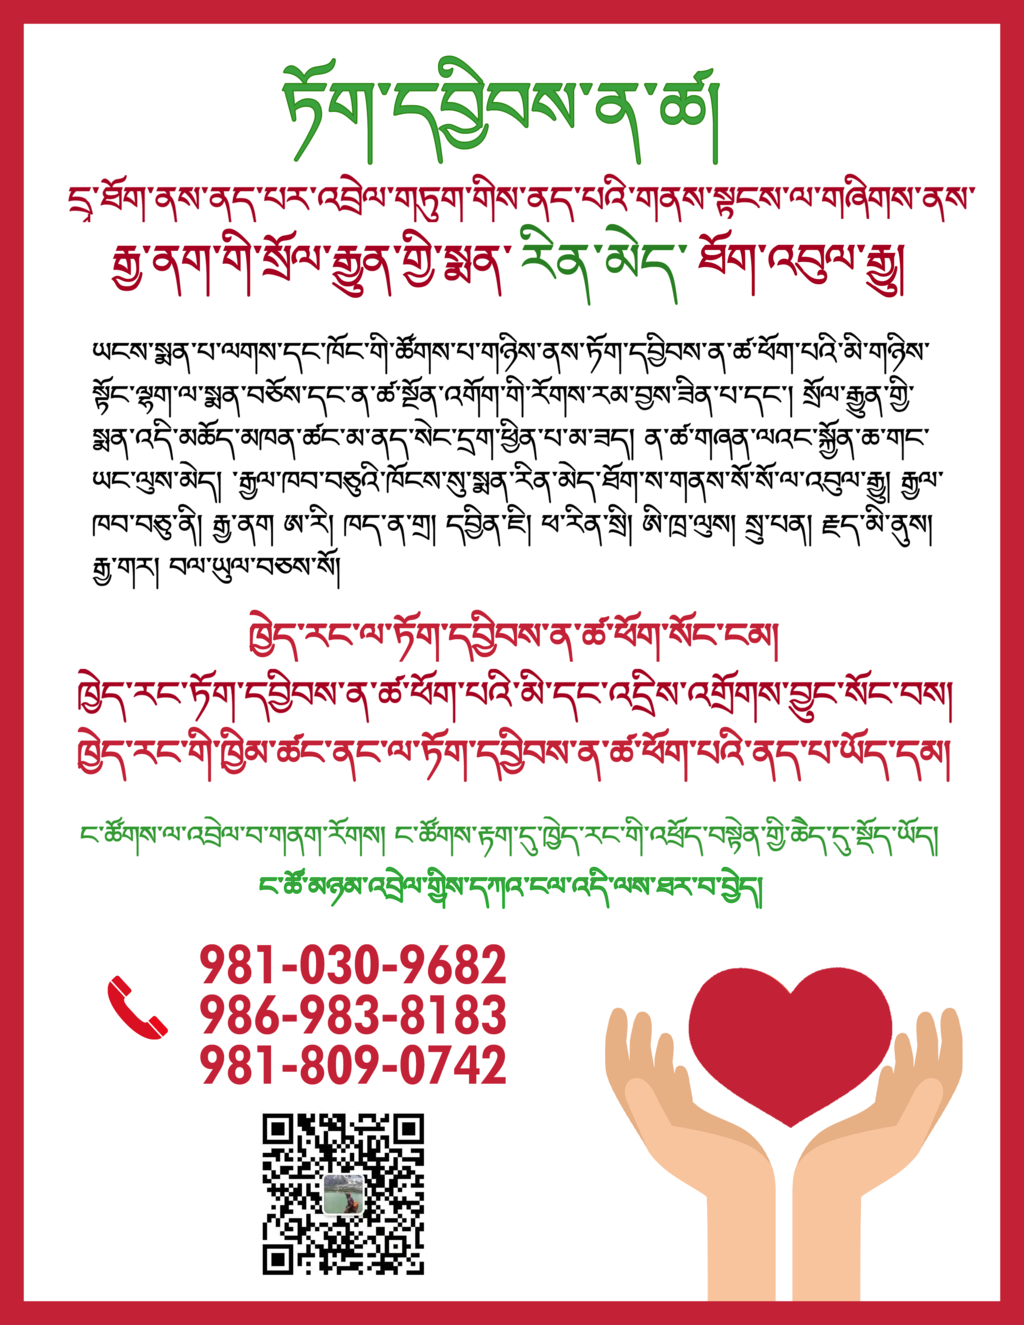 ཏོག་དབྱིབས་ན་ཚ།
དྲྭ་ཐོག་ནས་ནད་པར་འབྲེལ་གཏུག་གིས་ནད་པའི་གནས་སྟངས་ལ་གཞིགས་ནས་
རྒྱ་ནག་གི་སྲོལ་རྒྱུན་གྱི་སྨན་རིན་མེད་ཐོག་འབུལ་རྒྱུ།
ཡངས་སྨན་པ་ལགས་དང་ཁོང་གི་ཚོགས་པ་གཉིས་ནས་ཏོག་དབྱིབས་ན་ཚ་ཕོག་པའི་མི་གཉིས་
སྟོང་ལྷག་ལ་སྨན་བཅོས་དང་ན་ཚ་སྔོན་འགོག་གི་རོགས་རམ་བྱས་ཟིན་པ་དང་། སྲོལ་རྒྱུན་གྱི་
སྨན་འདི་མཆོད་མཁན་ཚང་མ་ནད་སེང་དྲག་ཕྱིན་པ་མ་ཟད། ན་ཚ་གཞན་ལའང་སྐྱོན་ཆ་གང་
ཡང་ལུས་མེད། རྒྱལ་ཁབ་བཅུའི་ཁོངས་སུ་སྨན་རིན་མེད་ཐོག་ས་གནས་སོ་སོ་ལ་འབུལ་རྒྱུ། རྒྱལ་
ཁབ་བཅུ་ནི། རྒྱ་ནག ཨ་རི། ཁད་ན་གྲ། དབྱིན་ཇི། ཕ་རིན་སྲི། ཨི་ཁྲ་ལུས། སྲུ་པན། རྫད་མི་ནུས།
རྒྱ་གར། བལ་ཡུལ་བཅས་སོ།
ཁྱེད་རང་ལ་ཏོག་དབྱིབས་ན་ཚ་ཕོག་སོང་ངམ།
ཁྱེད་རང་ཏོག་དབྱིབས་ན་ཚ་ཕོག་པའི་མི་དང་འདྲིས་འགྲོགས་བྱུང་སོང་བས།
ཁྱེད་རང་གི་ཁྱིམ་ཚང་ནང་ལ་ཏོག་དབྱིབས་ན་ཚ་ཕོག་པའི་ནད་པ་ཡོད་དམ།
ང་ཚོགས་ལ་འབྲེལ་བ་གནག་རོགས། ང་ཚོགས་རྟག་དུ་ཁྱེད་རང་གི་འཕྲོད་བསྟེན་གྱི་ཆེད་དུ་སྡོད་ཡོད།
ང་ཚོ་མཉམ་འབྲེལ་གྱིས་དཀའ་ངལ་འདི་ལས་ཐར་བ་བྱེད།
981-030-9682
986-983-8183
981-809-0742